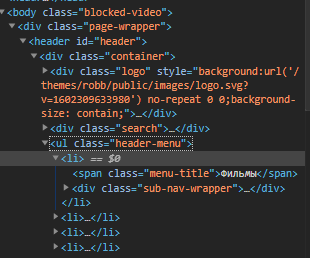 ▼<body class="blocked-video">
▼<div class="page-wrapper">
▼<header id="header">
▼<div class="container">
▶<div class="logo" style="background:url('/
themes/robb/public/images/logo.svg?
v=1602309633980') no-repeat 0 0;background-
size: contain;">…</div>
▶<div class="search">…</div>
▼<ul class="header-menu">
▼<li> == $0
<span class="menu-title">Фильмы</span>
▶<div class="sub-nav-wrapper">…</div>
</li>
▶<li>…</li>
▶<li>…</li>
▶<li>…</li>